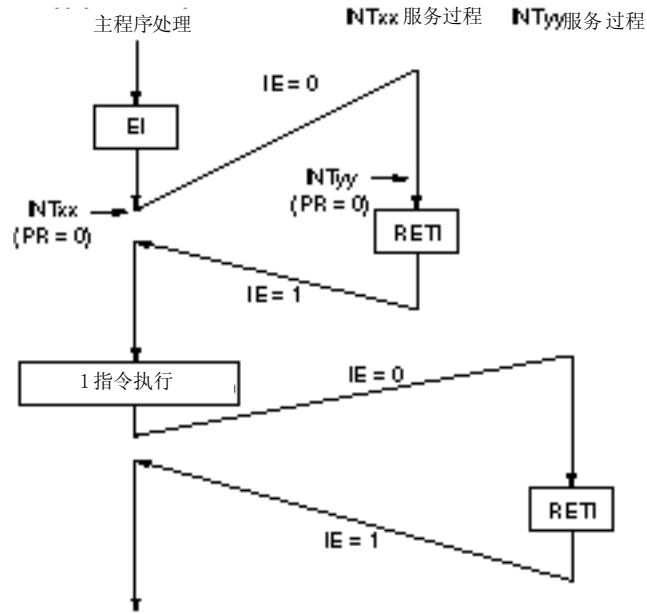 主程序处理
INTxx 服务过程
INTyy服务过程
IE = 0
EI
INTxx
(PR = 0)
INTyy
(PR = 0)
RETI
IE = 1
1指令执行
IE = 0
RETI
IE = 1